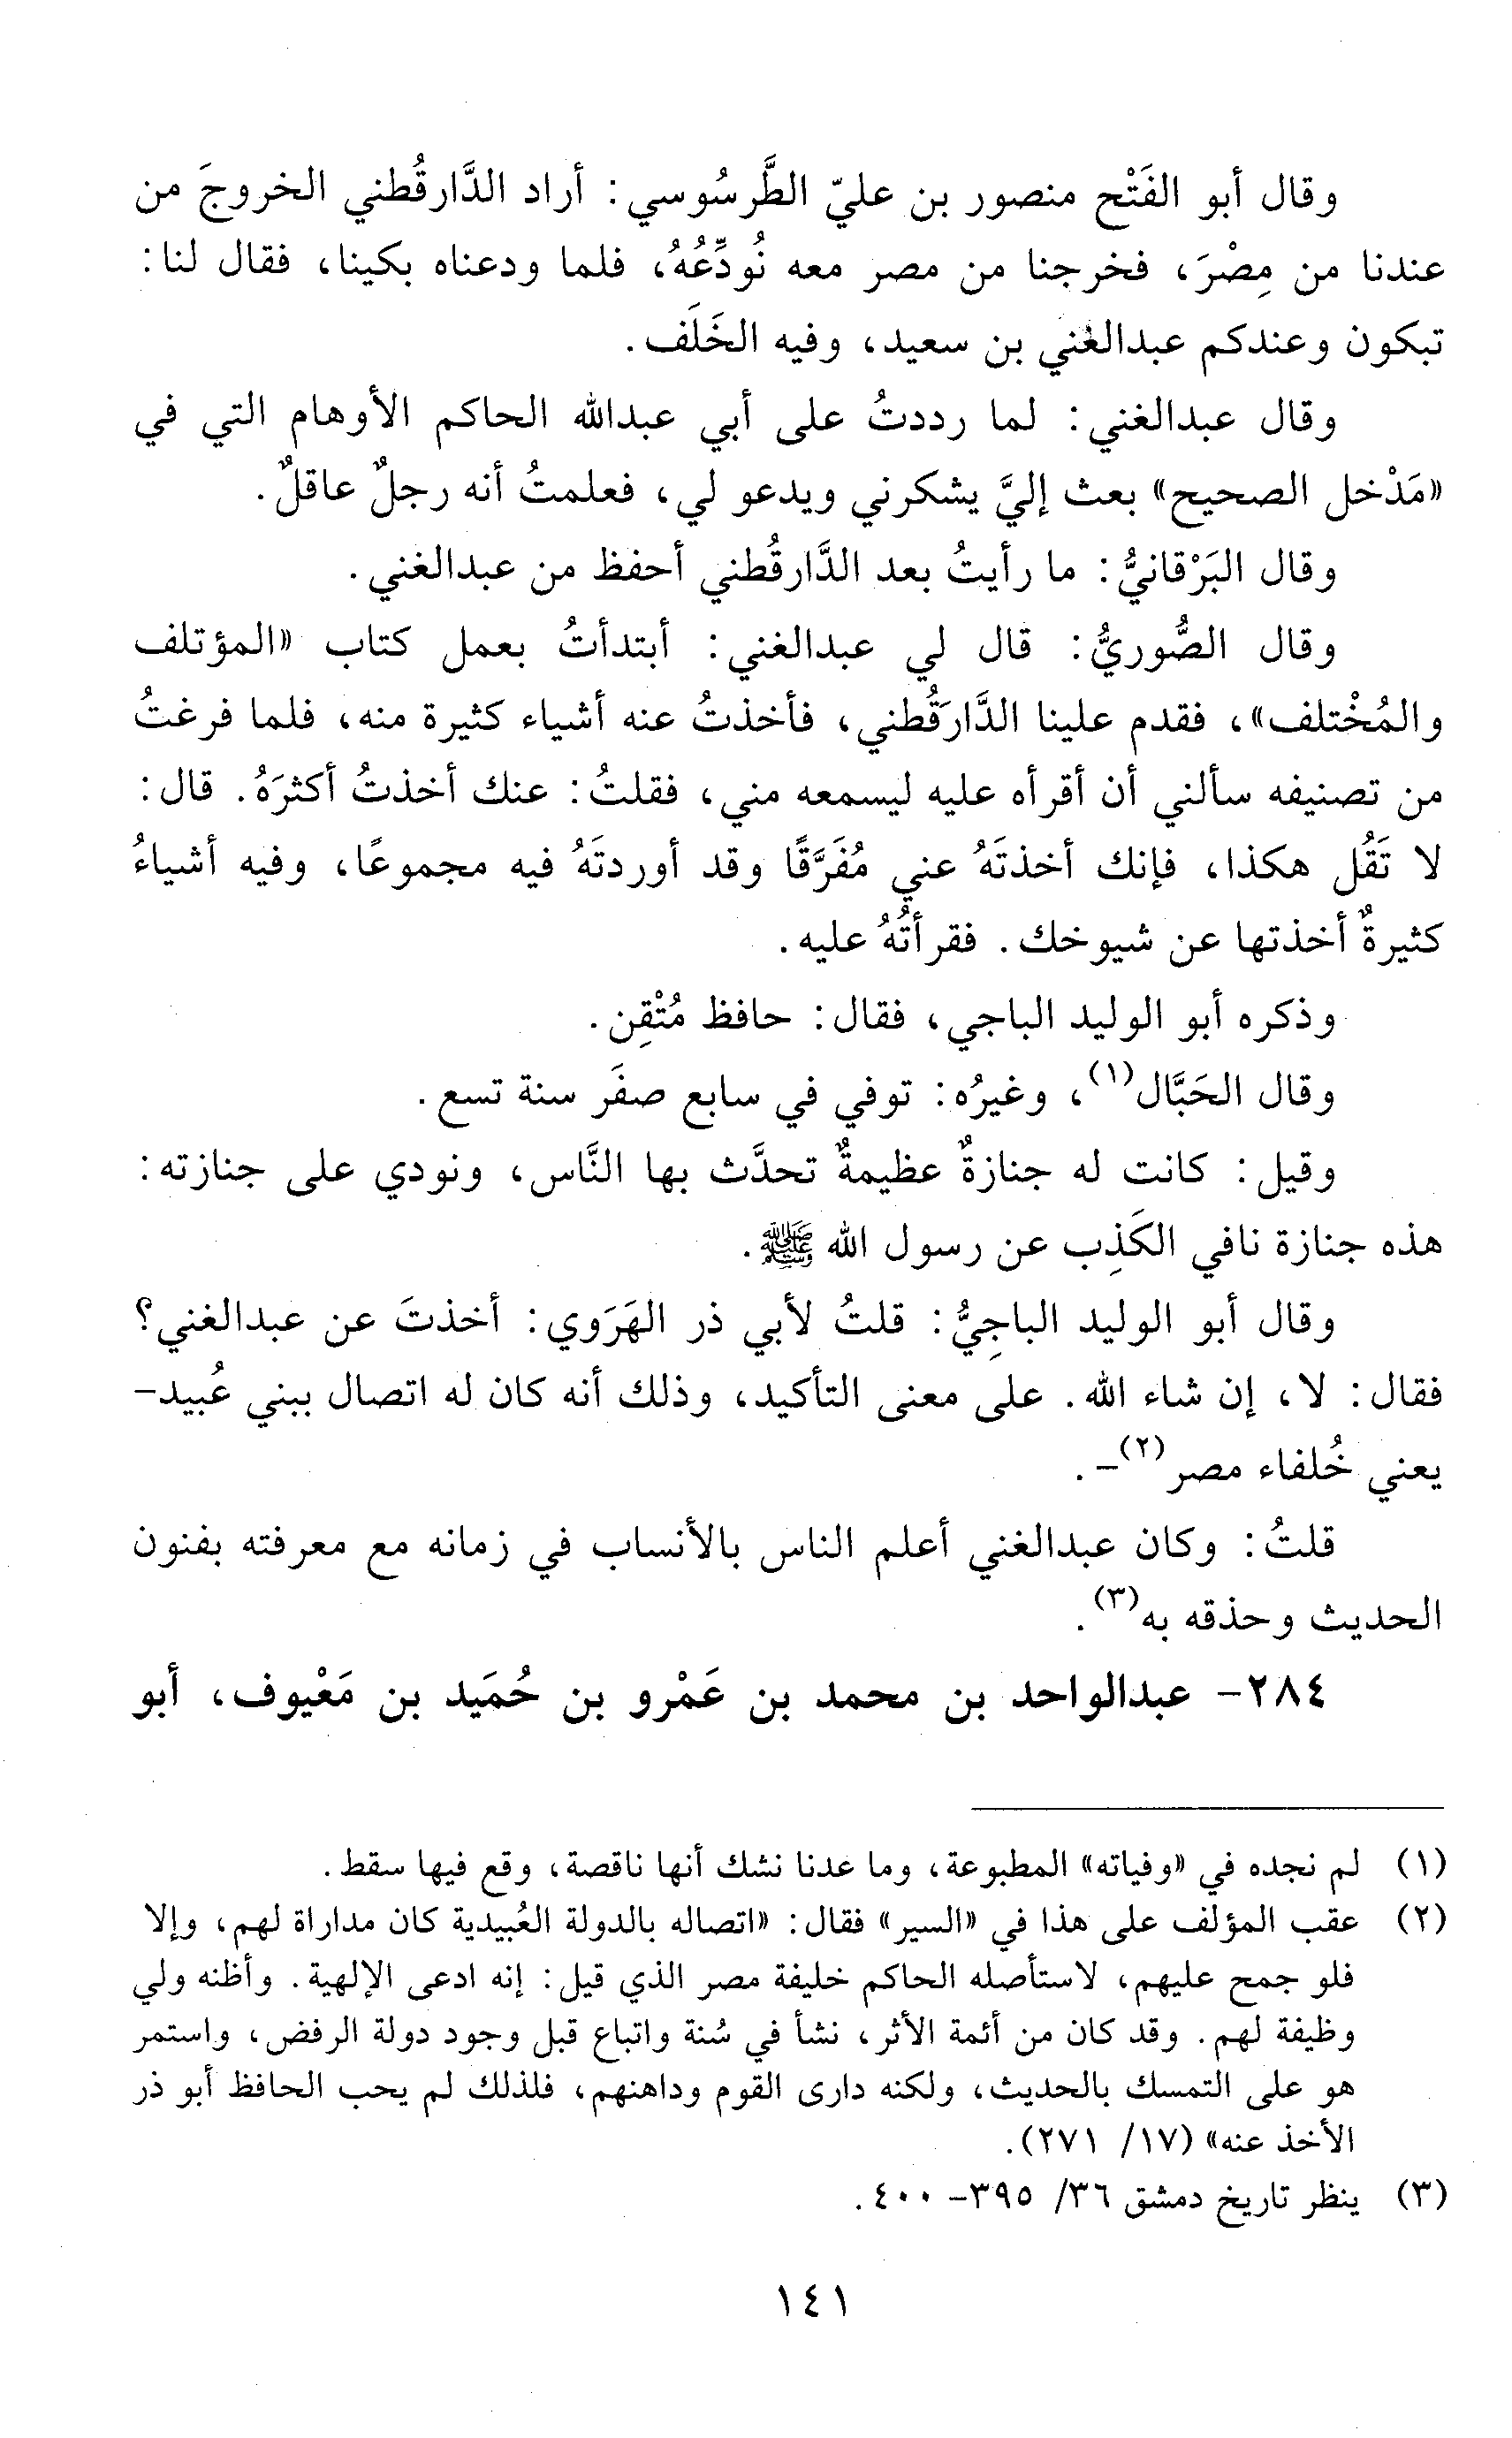 وقال أبو الفَتْح منصور بن عليّ الطَّرسُوسي: أراد الدَّارقُطني الخروجَ من
عندنا من مِصْرَ، فخرجنا من مصر معه نُودِّعُهُ، فلما ودعناه بكينا، فقال لنا:
تبكون وعندكم عبدالغني بن سعيد، وفيه الخَلَف.
وقال عبدالغني: لما رددتُ على أبي عبدالله الحاكم الأوهام التي في
«مَدْخل الصحيح» بعث إليَّ يشكرني ويدعو لي، فعلمتُ أنه رجلٌ عاقلٌ.
وقال البَرْقانيُّ: ما رأيتُ بعد الدَّارقُطني أحفظ من عبدالغني.
وقال الصُّوريُّ: قال لي عبدالغني: أبتدأتُ بعمل كتاب «المؤتلف
والمُخْتلف»، فقدم علينا الدَّارَقُطني، فأخذتُ عنه أشياء كثيرة منه، فلما فرغتُ
من تصنيفه سألني أن أقرأه عليه ليسمعه مني، فقلتُ: عنك أخذتُ أكثرَهُ. قال:
لا تَقُل هكذا، فإنك أخذتَهُ عني مُفَرَّقًا وقد أوردتَهُ فيه مجموعًا، وفيه أشياءُ
كثيرةٌ أخذتها عن شيوخك. فقرأتُهُ عليه.
وذكره أبو الوليد الباجي، فقال: حافظ مُتْقِن.
وقال الحَبَّال(١)، وغيرُه: توفي في سابع صفَر سنة تسع.
وقيل: كانت له جنازةٌ عظيمةٌ تحدَّث بها النَّاس، ونودي على جنازته:
هذه جنازة نافي الكَذِب عن رسول الله ﷺ.
وقال أبو الوليد الباجِيُّ: قلتُ لأبي ذر الهَرَوي: أخذتَ عن عبدالغني؟
فقال: لا، إن شاء الله. على معنى التأكيد، وذلك أنه كان له اتصال ببني عُبيد-
يعني خُلفاء مصر(٢)-.
قلتُ: وكان عبدالغني أعلم الناس بالأنساب في زمانه مع معرفته بفنون
الحديث وحذقه به(٣).
٢٨٤- عبدالواحد بن محمد بن عَمْرو بن حُمَيد بن مَعْيوف، أبو
(١) لم نجده في «وفياته» المطبوعة، وما عدنا نشك أنها ناقصة، وقع فيها سقط.
(٢) عقب المؤلف على هذا في «السير» فقال: «اتصاله بالدولة العُبيدية كان مداراة لهم، وإلا
فلو جمح عليهم، لاستأصله الحاكم خليفة مصر الذي قيل: إنه ادعى الإلهية. وأظنه ولي
وظيفة لهم. وقد كان من أئمة الأثر، نشأ في سُنة واتباع قبل وجود دولة الرفض، واستمر
هو على التمسك بالحديث، ولكنه دارى القوم وداهنهم، فلذلك لم يحب الحافظ أبو ذر
الأخذ عنه» (١٧/ ٢٧١).
(٣) ينظر تاريخ دمشق ٣٦/ ٣٩٥- ٤٠٠.
١٤١